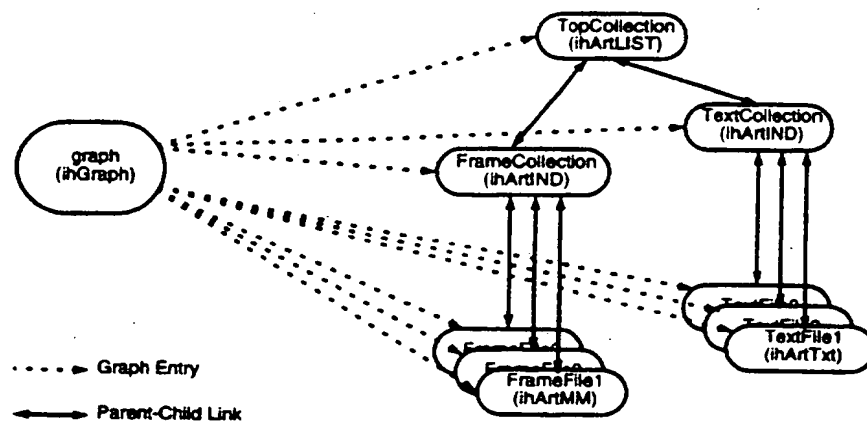 TopCollection
(ihArtLIST)
TextCollection
(ihArtIND)
graph
(ihGraph)
FrameCollection
(ihArtIND)
TextFile1
(ihArtTxt)
FrameFile1
(ihArtMM)
Graph Entry
Parent-Child Link